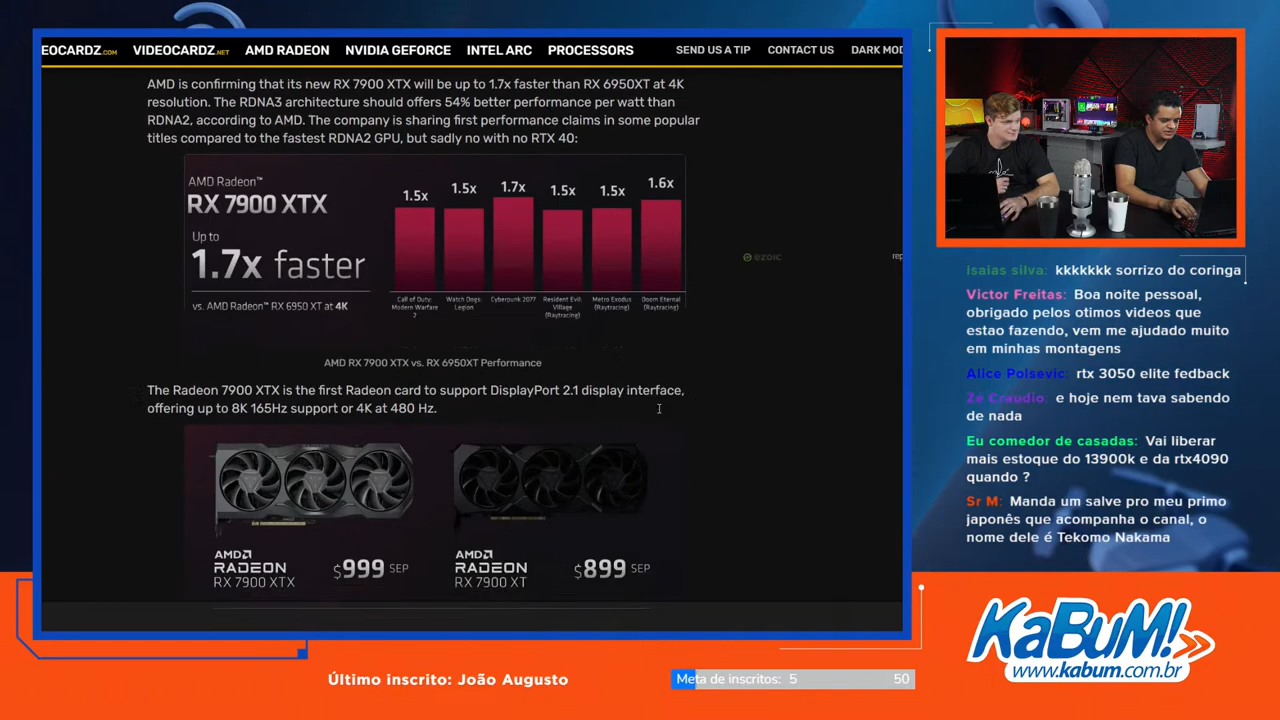 EOCARDZ.COM VIDEOCARDZ.NET AMD RADEON NVIDIA GEFORCE INTEL ARC PROCESSORS SEND US A TIP CONTACT US DARK MOD
AMD is confirming that its new RX 7900 XTX will be up to 1.7x faster than RX 6950XT at 4K
resolution. The RDNA3 architecture should offers 54% better performance per watt than
RDNA2, according to AMD. The company is sharing first performance claims in some popular
titles compared to the fastest RDNA2 GPU, but sadly no with no RTX 40:
AMD Radeon™
RX 7900 XTX
Up to
1.7x faster
vs. AMD Radeon™ RX 6950 XT at 4K
1.5x 1.5x 1.7x 1.5x 1.5x 1.6x
Call of Duty:
Modern Warfare
2
Watch Dogs:
Legion
Cyberpunk 2077
Resident Evil:
Village
(Raytracing)
Metro Exodus
(Raytracing)
Doom Eternal
(Raytracing)
EZOIC
rep
AMD RX 7900 XTX vs. RX 6950XT Performance
The Radeon 7900 XTX is the first Radeon card to support DisplayPort 2.1 display interface,
offering up to 8K 165Hz support or 4K at 480 Hz.
AMD
RADEON
RX 7900 XTX
$999 SEP
AMD
RADEON
RX 7900 XT
$899 SEP
isaias silva: kkkkkkk sorrizo do coringa
Victor Freitas: Boa noite pessoal,
obrigado pelos otimos videos que
estao fazendo, vem me ajudado muito
em minhas montagens
Alice Polsevic: rtx 3050 elite fedback
Zé Craudio: e hoje nem tava sabendo
de nada
Eu comedor de casadas: Vai liberar
mais estoque do 13900k e da rtx4090
quando ?
Sr M: Manda um salve pro meu primo
japonês que acompanha o canal, o
nome dele é Tekomo Nakama
KaBuM!
www.kabum.com.br
Último inscrito: João Augusto
Meta de inscritos: 5 50